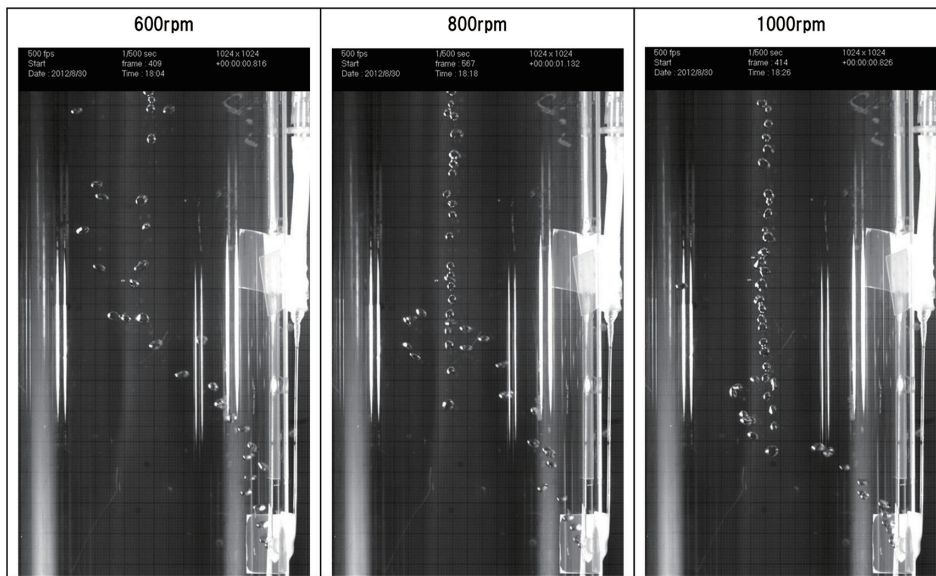 600rpm
500 fps 1/500 sec 1024 x 1024
Start frame : 409 +00:00:00.816
Date : 2012/8/30 Time : 18:04
800rpm
500 fps 1/500 sec 1024 x 1024
Start frame : 567 +00:00:01.132
Date : 2012/8/30 Time : 18:18
1000rpm
500 fps 1/500 sec 1024 x 1024
Start frame : 414 +00:00:00.826
Date : 2012/8/30 Time : 18:26